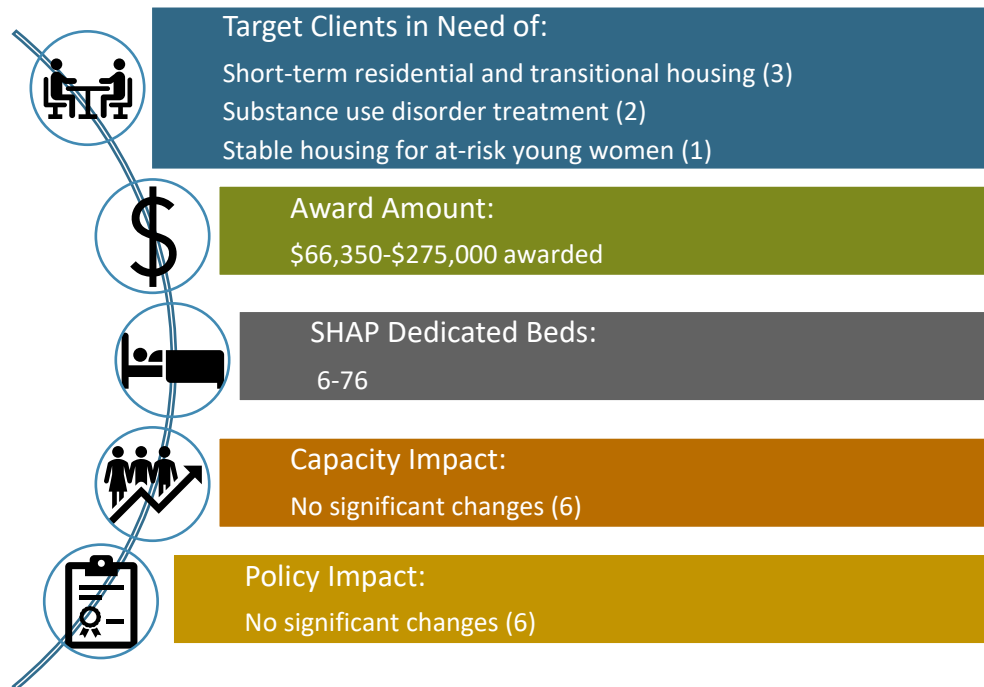 Target Clients in Need of:
Short-term residential and transitional housing (3)
Substance use disorder treatment (2)
Stable housing for at-risk young women (1)
$
Award Amount:
$66,350-$275,000 awarded
SHAP Dedicated Beds:
6-76
Capacity Impact:
No significant changes (6)
Policy Impact:
No significant changes (6)